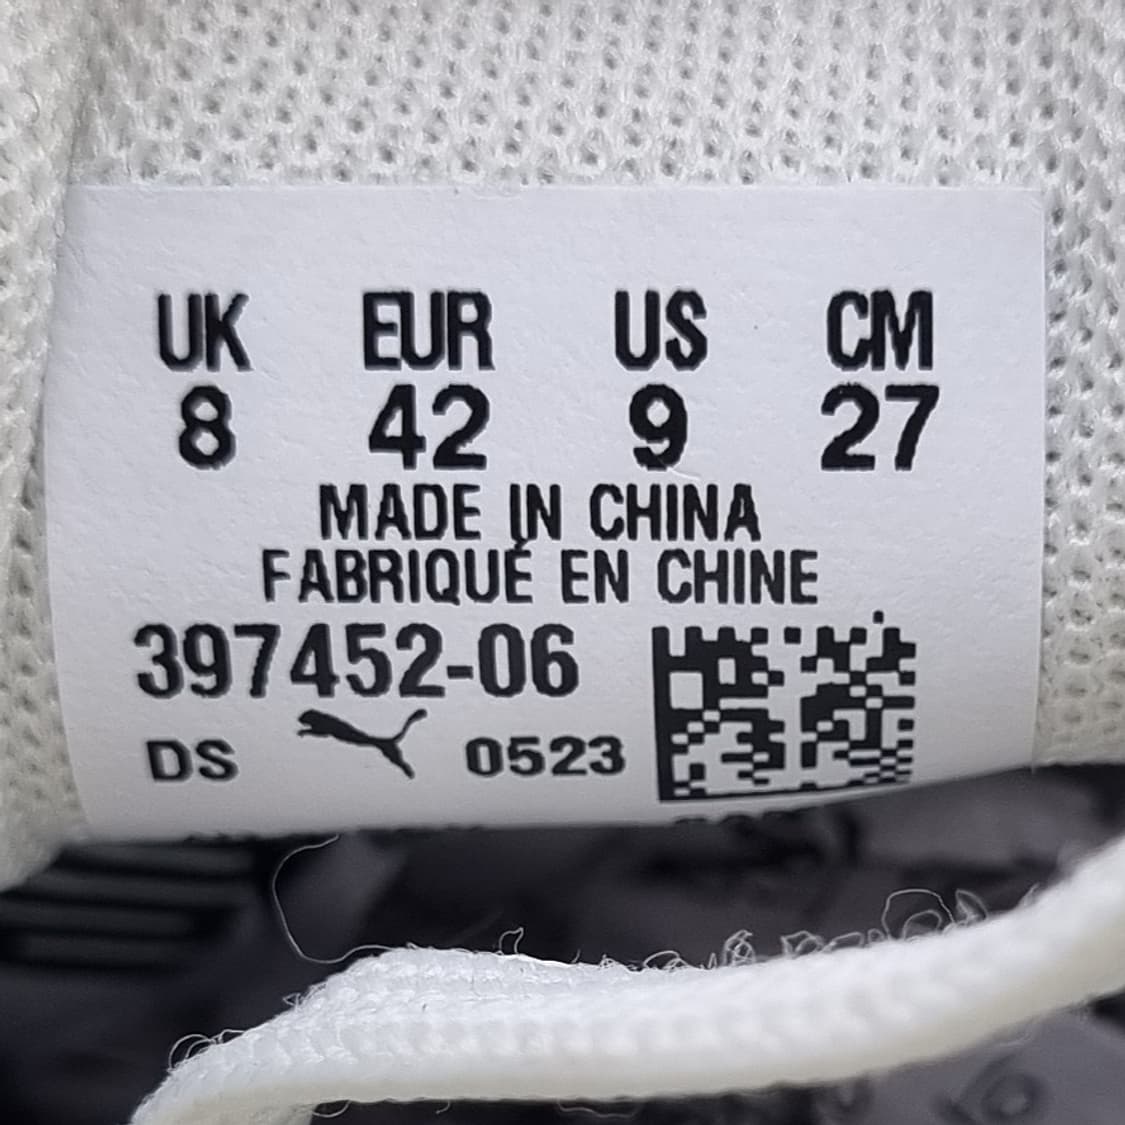 UK EUR US CM
8 42 9 27
MADE IN CHINA
FABRIQUÉ EN CHINE
397452-06
DS 0523